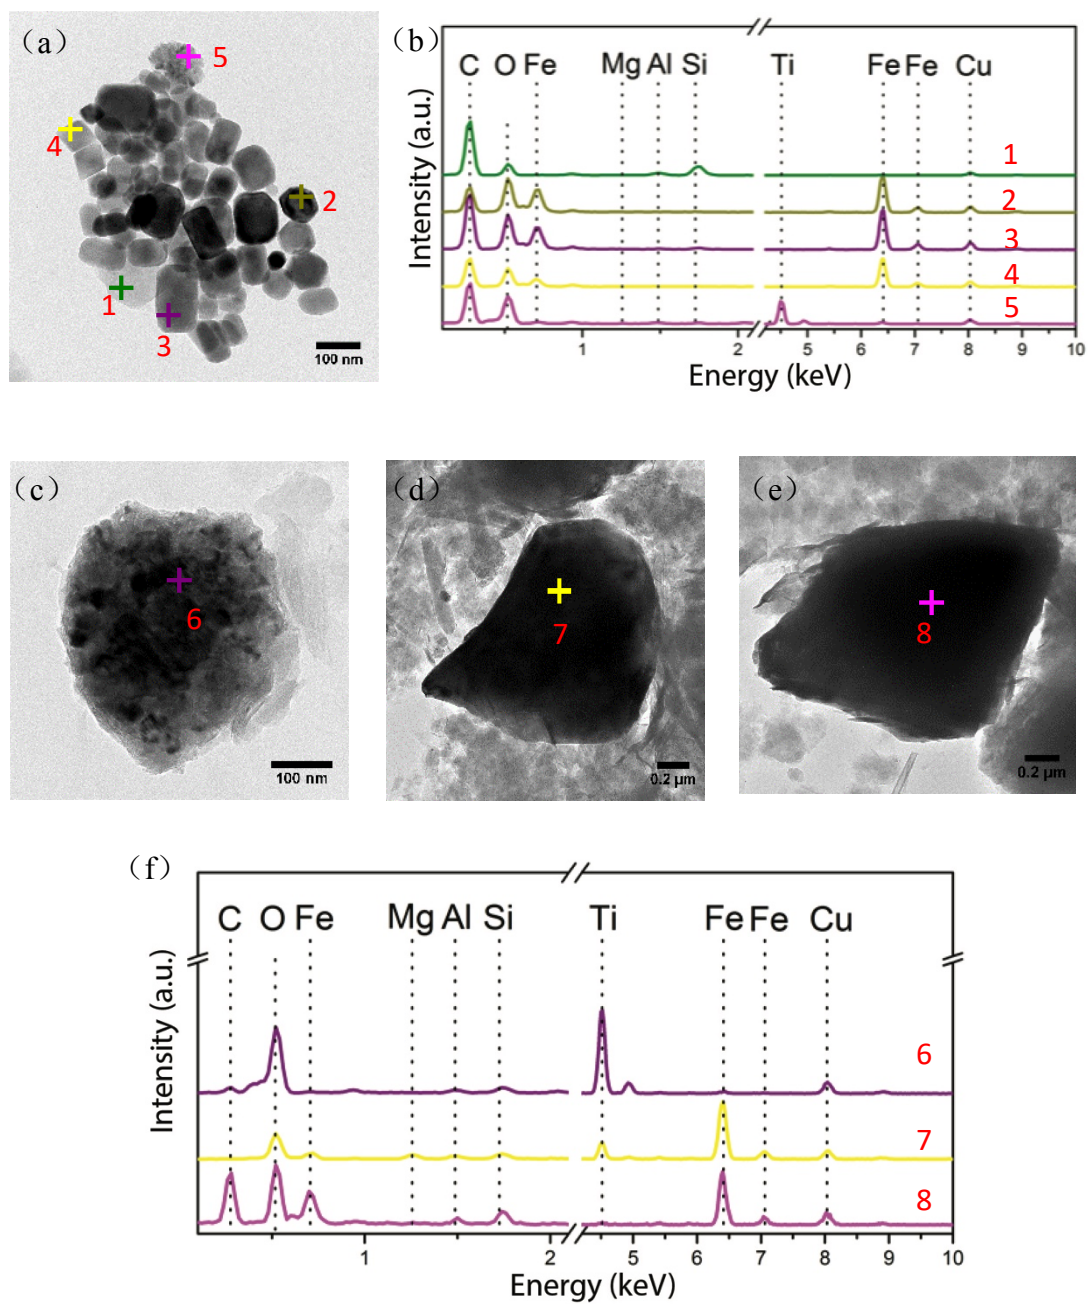 (a)
5
4
2
1
3
100 nm
(b)
C O Fe Mg Al Si Ti Fe Fe Cu
Intensity (a.u.)
1
2
3
4
5
1 2 5 6 7 8 9 10
Energy (keV)
(c)
6
100 nm
(d)
7
0.2 µm
(e)
8
0.2 µm
(f)
C O Fe Mg Al Si Ti Fe Fe Cu
Intensity (a.u.)
6
7
8
1 2 5 6 7 8 9 10
Energy (keV)